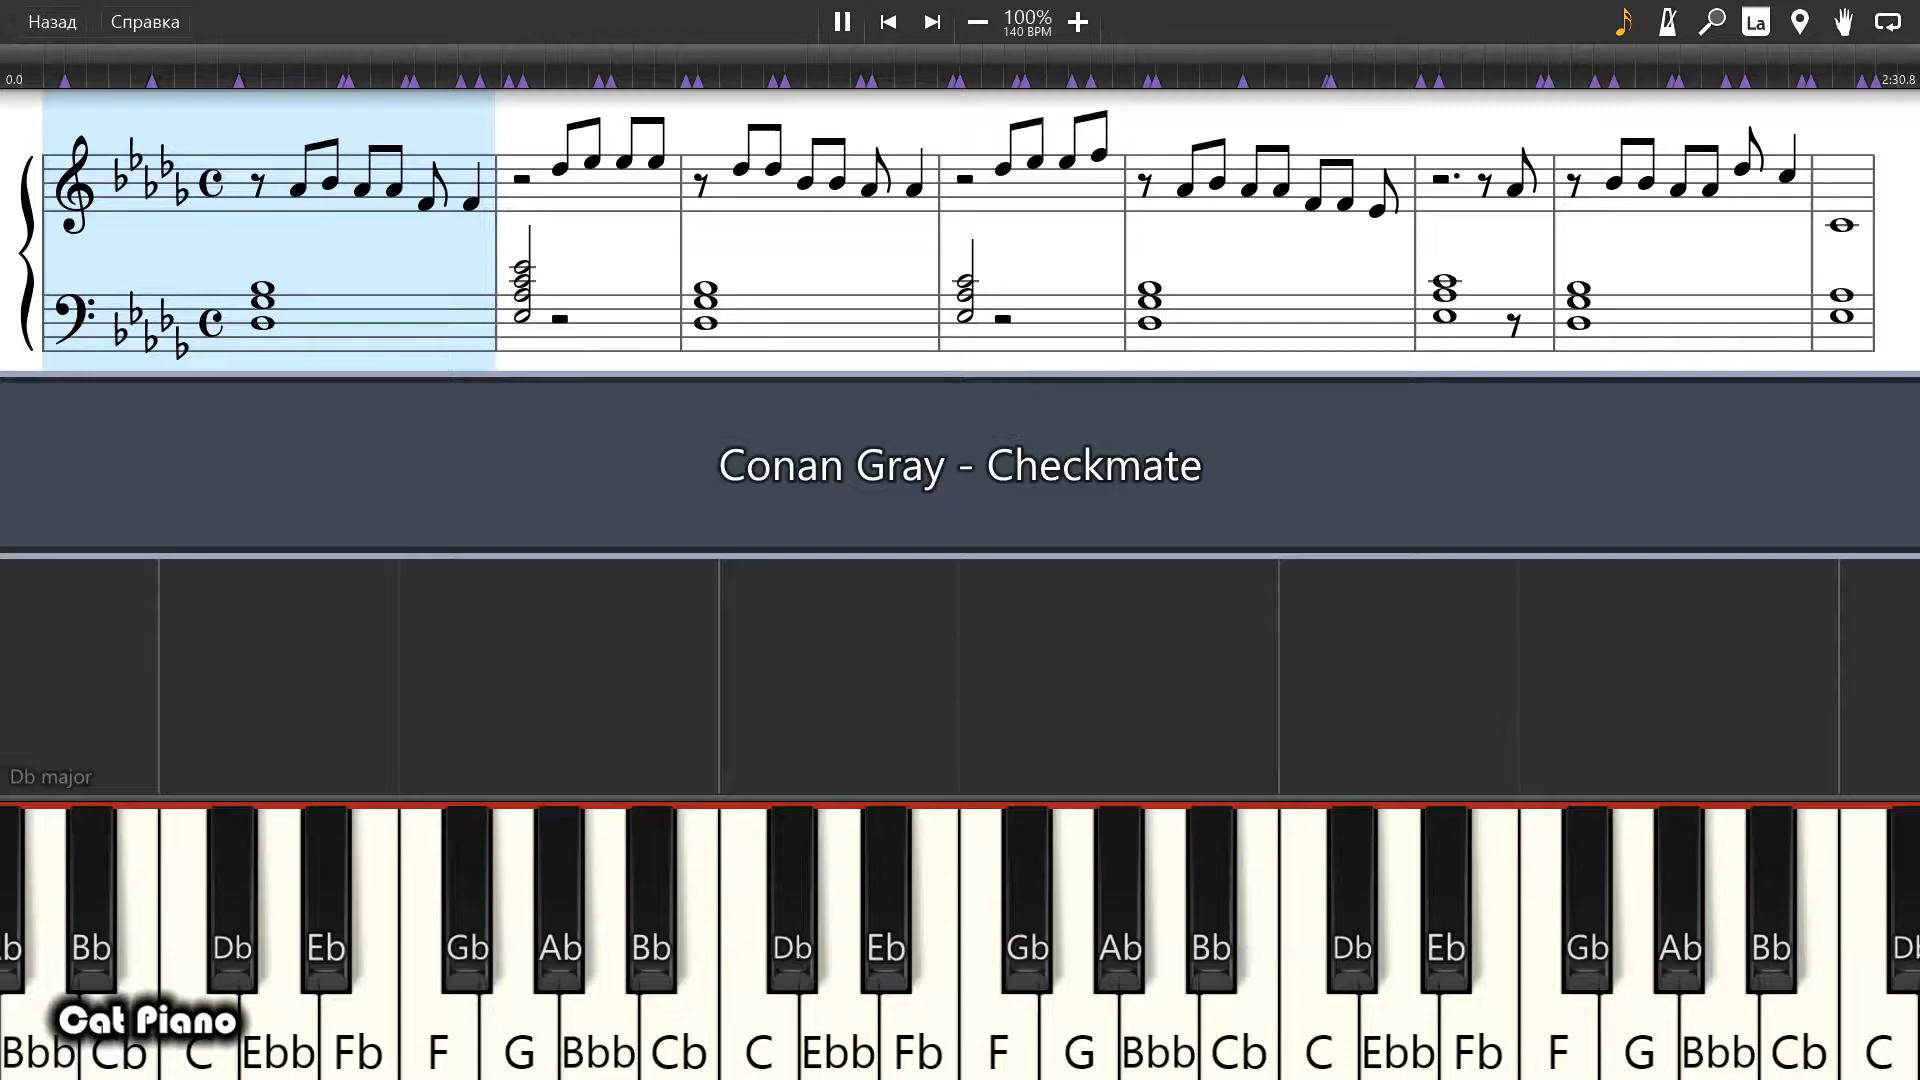 Назад Справка 100% La
140 BPM
0.0 2:30.8
Conan Gray - Checkmate
Db major
b Bb Db Eb Gb Ab Bb Db Eb Gb Ab Bb Db Eb Gb Ab Bb D
Cat Piano
Bbb Cb C Ebb Fb F G Bbb Cb C Ebb Fb F G Bbb Cb C Ebb Fb F G Bbb Cb C